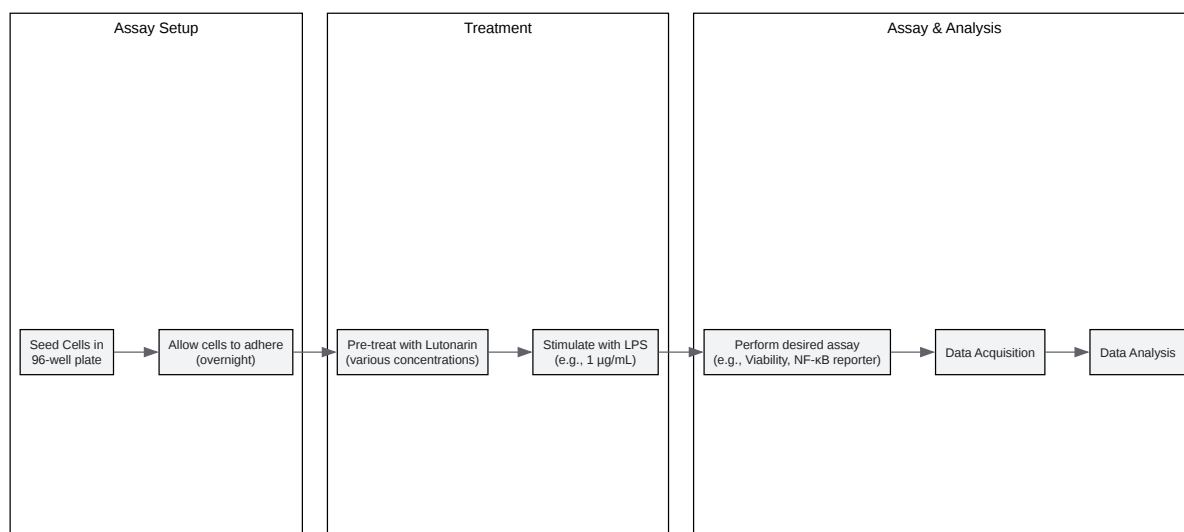 Assay Setup
Treatment
Assay & Analysis
Seed Cells in
96-well plate
Allow cells to adhere
(overnight)
Pre-treat with Lutonarin
(various concentrations)
Stimulate with LPS
(e.g., 1 µg/mL)
Perform desired assay
(e.g., Viability, NF-κB reporter)
Data Acquisition
Data Analysis